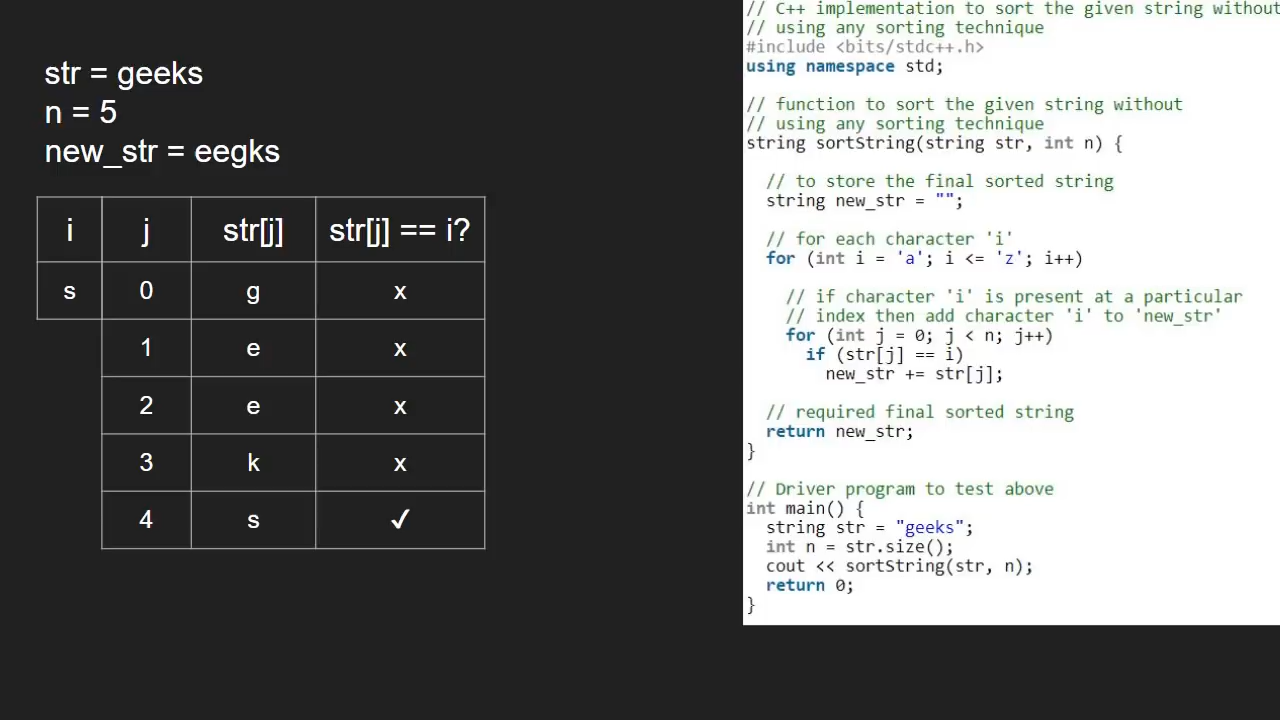 str = geeks
n = 5
new_str = eegks
i j str[j] str[j] == i?
s 0 g x
1 e x
2 e x
3 k x
4 s ✓
// C++ implementation to sort the given string without
// using any sorting technique
#include <bits/stdc++.h>
using namespace std;
// function to sort the given string without
// using any sorting technique
string sortString(string str, int n) {
// to store the final sorted string
string new_str = "";
// for each character 'i'
for (int i = 'a'; i <= 'z'; i++)
// if character 'i' is present at a particular
// index then add character 'i' to 'new_str'
for (int j = 0; j < n; j++)
if (str[j] == i)
new_str += str[j];
// required final sorted string
return new_str;
}
// Driver program to test above
int main() {
string str = "geeks";
int n = str.size();
cout << sortString(str, n);
return 0;
}